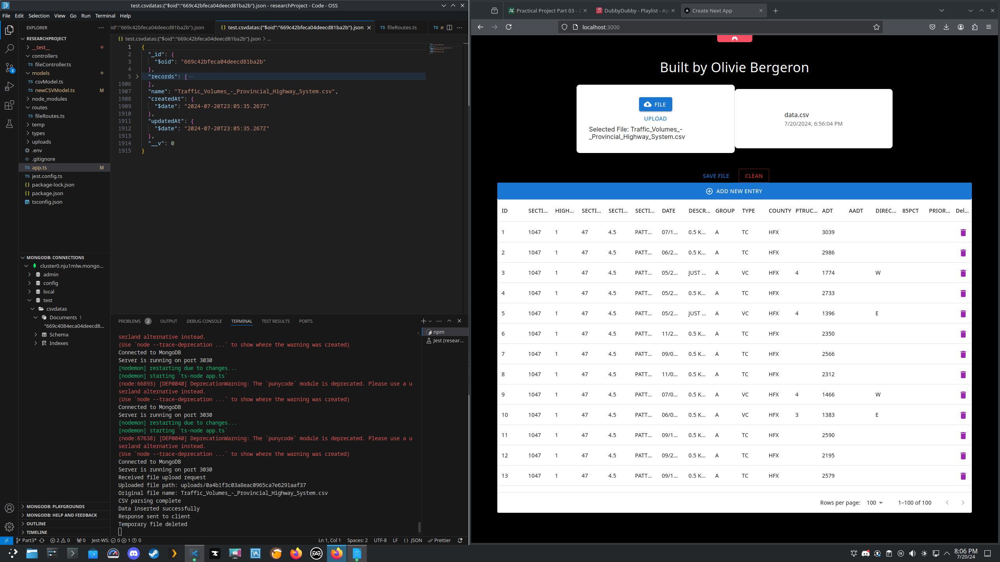 test.csvdatas:{"$oid":"669c42bfeca04deecd81ba2b"}.json - researchProject - Code - OSS
File Edit Selection View Go Run Terminal Help
EXPLORER
RESEARCHPROJECT
__test__
controllers
TS fileController.ts
models
TS csvModel.ts
TS newCSVModel.ts M
node_modules
routes
TS fileRoutes.ts
temp
types
uploads
.env
.gitignore
TS app.ts M
TS jest.config.ts
{} package-lock.json
{} package.json
tsconfig.json
MONGODB: CONNECTIONS
cluster0.nju1mlw.mongo...
admin
config
local
test
csvdatas
Documents 1
"669c4084eca04deecd8...
Schema
Indexes
MONGODB: PLAYGROUNDS
MONGODB: HELP AND FEEDBACK
OUTLINE
TIMELINE
id":"669c42bfeca04deecd81ba2b"}.json
{} test.csvdatas:{"$oid":"669c42bfeca04deecd81ba2b"}.json
TS fileRoutes.ts
TS n
{} test.csvdatas:{"$oid":"669c42bfeca04deecd81ba2b"}.json > ...
1 {
2 "_id": {
3 "$oid": "669c42bfeca04deecd81ba2b"
4 },
5 "records": [ ...
1906 ],
1907 "name": "Traffic_Volumes_-_Provincial_Highway_System.csv",
1908 "createdAt": {
1909 "$date": "2024-07-20T23:05:35.267Z"
1910 },
1911 "updatedAt": {
1912 "$date": "2024-07-20T23:05:35.267Z"
1913 },
1914 "__v": 0
1915 }
PROBLEMS 2 OUTPUT DEBUG CONSOLE TERMINAL TEST RESULTS PORTS
npm
Jest (resear...
serland alternative instead.
(Use `node --trace-deprecation ...` to show where the warning was created)
Connected to MongoDB
Server is running on port 3030
[nodemon] restarting due to changes...
[nodemon] starting `ts-node app.ts`
(node:66893) [DEP0040] DeprecationWarning: The `punycode` module is deprecated. Please use a u
serland alternative instead.
(Use `node --trace-deprecation ...` to show where the warning was created)
Connected to MongoDB
Server is running on port 3030
[nodemon] restarting due to changes...
[nodemon] starting `ts-node app.ts`
(node:67638) [DEP0040] DeprecationWarning: The `punycode` module is deprecated. Please use a u
serland alternative instead.
(Use `node --trace-deprecation ...` to show where the warning was created)
Connected to MongoDB
Server is running on port 3030
Received file upload request
Uploaded file path: uploads/0a4b1f3c03a8eac0965ca7e6291aaf37
Original file name: Traffic_Volumes_-_Provincial_Highway_System.csv
CSV parsing complete
Data inserted successfully
Response sent to client
Temporary file deleted
Part3* 2 0 0 Jest-WS: 0 1 0 Ln 1, Col 1 Spaces: 2 UTF-8 LF {} JSON Prettier
Practical Project Part 03 - 2
DubbyDubby - Playlist - Ap
Create Next App
localhost:3000
Built by Olivie Bergeron
FILE
UPLOAD
Selected File: Traffic_Volumes_-
_Provincial_Highway_System.csv
data.csv
7/20/2024, 6:56:04 PM
SAVE FILE CLEAN
ADD NEW ENTRY
ID SECTI... HIGH... SECTI... SECTI... SECTI... DATE DESCR... GROUP TYPE COUNTY PTRUC... ADT AADT DIREC... 85PCT PRIOR... Del...
1 1047 1 47 4.5 PATT... 07/1... 0.5 K... A TC HFX 3039
2 1047 1 47 4.5 PATT... 06/2... 0.5 K... A TC HFX 2986
3 1047 1 47 4.5 PATT... 05/2... JUST ... A VC HFX 4 1774 W
4 1047 1 47 4.5 PATT... 05/2... 0.5 K... A TC HFX 2733
5 1047 1 47 4.5 PATT... 05/2... JUST ... A VC HFX 4 1396 E
6 1047 1 47 4.5 PATT... 11/2... 0.5 K... A TC HFX 2350
7 1047 1 47 4.5 PATT... 09/0... 0.5 K... A TC HFX 2566
8 1047 1 47 4.5 PATT... 11/0... 0.5 K... A TC HFX 2312
9 1047 1 47 4.5 PATT... 07/0... 0.5 K... A VC HFX 4 1466 W
10 1047 1 47 4.5 PATT... 06/0... 0.5 K... A VC HFX 3 1383 E
11 1047 1 47 4.5 PATT... 09/1... 0.5 K... A TC HFX 2590
12 1047 1 47 4.5 PATT... 09/2... 0.5 K... A TC HFX 2195
13 1047 1 47 4.5 PATT... 09/1... 0.5 K... A TC HFX 2579
Rows per page: 100 1–100 of 100
8:06 PM
7/20/24